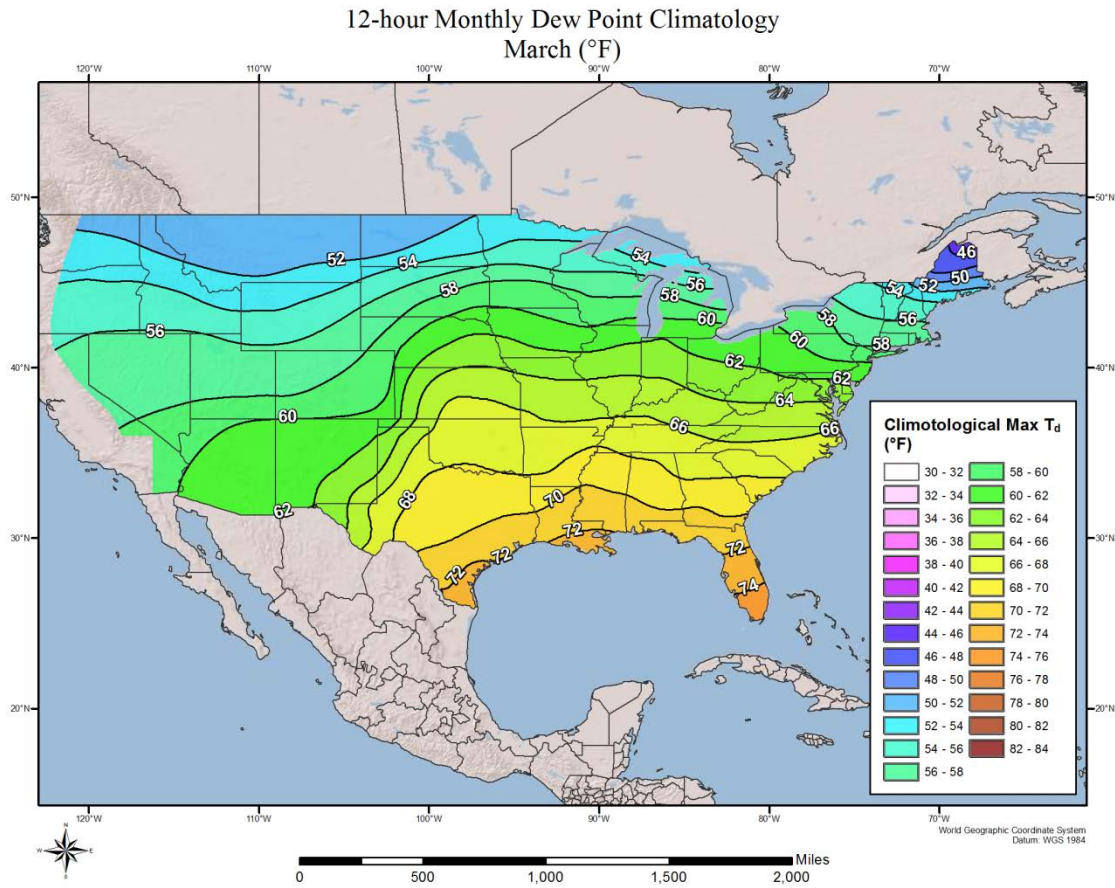 12-hour Monthly Dew Point Climatology
March (°F)
120°W 110°W 100°W 90°W 80°W 70°W
50°N 50°N
46
52 54 54 54 52 50
58 56 56
58 58
56 60 58
60
62 62
40°N 40°N
60 64
66 66
68 70
62
30°N 30°N
72 72 72
72 74
20°N 20°N
Climotological Max Td
(°F)
30 - 32 58 - 60
32 - 34 60 - 62
34 - 36 62 - 64
36 - 38 64 - 66
38 - 40 66 - 68
40 - 42 68 - 70
42 - 44 70 - 72
44 - 46 72 - 74
46 - 48 74 - 76
48 - 50 76 - 78
50 - 52 78 - 80
52 - 54 80 - 82
54 - 56 82 - 84
56 - 58
120°W 110°W 100°W 90°W 80°W 70°W
World Geographic Coordinate System
Datum: WGS 1984
N
W E
S
Miles
0 500 1,000 1,500 2,000